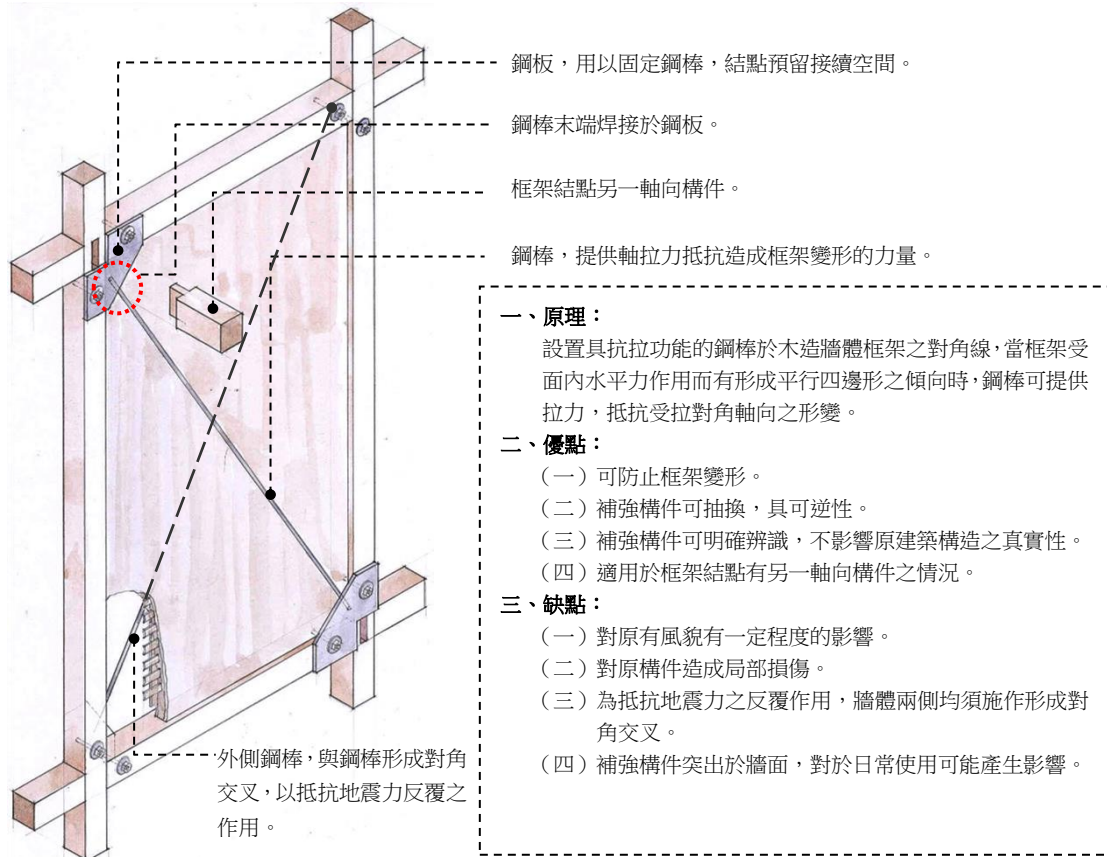 鋼板，用以固定鋼棒，結點預留接續空間。
鋼棒末端焊接於鋼板。
框架結點另一軸向構件。
鋼棒，提供軸拉力抵抗造成框架變形的力量。
一、原理：
設置具抗拉功能的鋼棒於木造牆體框架之對角線，當框架受
面內水平力作用而有形成平行四邊形之傾向時，鋼棒可提供
拉力，抵抗受拉對角軸向之形變。
二、優點：
（一）可防止框架變形。
（二）補強構件可抽換，具可逆性。
（三）補強構件可明確辨識，不影響原建築構造之真實性。
（四）適用於框架結點有另一軸向構件之情況。
三、缺點：
（一）對原有風貌有一定程度的影響。
（二）對原構件造成局部損傷。
（三）為抵抗地震力之反覆作用，牆體兩側均須施作形成對
角交叉。
（四）補強構件突出於牆面，對於日常使用可能產生影響。
外側鋼棒，與鋼棒形成對角
交叉，以抵抗地震力反覆之
作用。